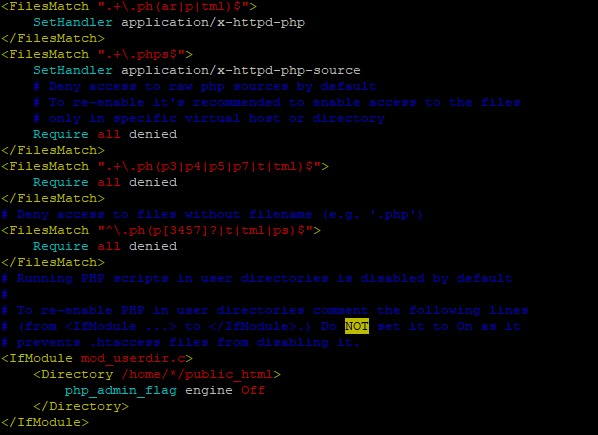 <FilesMatch ".+\.ph(ar|p|tml)$">
    SetHandler application/x-httpd-php
</FilesMatch>
<FilesMatch ".+\.phps$">
    SetHandler application/x-httpd-php-source
    # Deny access to raw php sources by default
    # To re-enable it's recommended to enable access to the files
    # only in specific virtual host or directory
    Require all denied
</FilesMatch>
<FilesMatch ".+\.ph(p3|p4|p5|p7|t|tml)$">
    Require all denied
</FilesMatch>
# Deny access to files without filename (e.g. '.php')
<FilesMatch "^\.ph(p[3457]?|t|tml|ps)$">
    Require all denied
</FilesMatch>
# Running PHP scripts in user directories is disabled by default
#
# To re-enable PHP in user directories comment the following lines
# (from <IfModule ...> to </IfModule>.) Do NOT set it to On as it
# prevents .htaccess files from disabling it.
<IfModule mod_userdir.c>
    <Directory /home/*/public_html>
        php_admin_flag engine Off
    </Directory>
</IfModule>